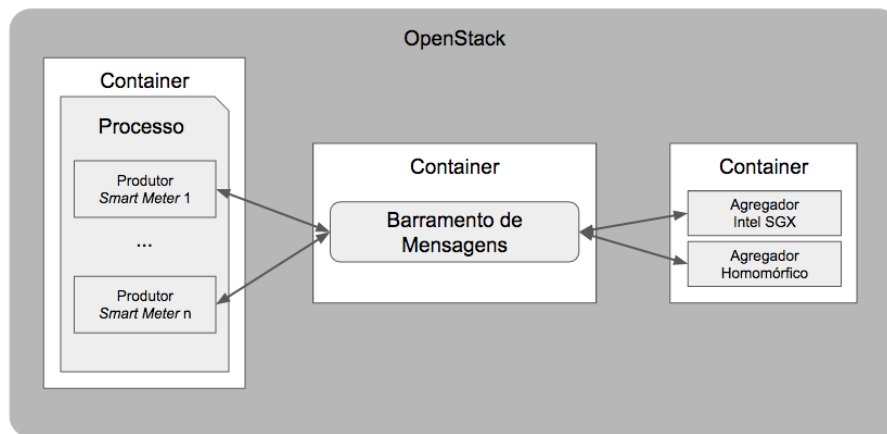 OpenStack
Container
Processo
Produtor
Smart Meter 1
...
Produtor
Smart Meter n
Container
Barramento de
Mensagens
Container
Agregador
Intel SGX
Agregador
Homomórfico